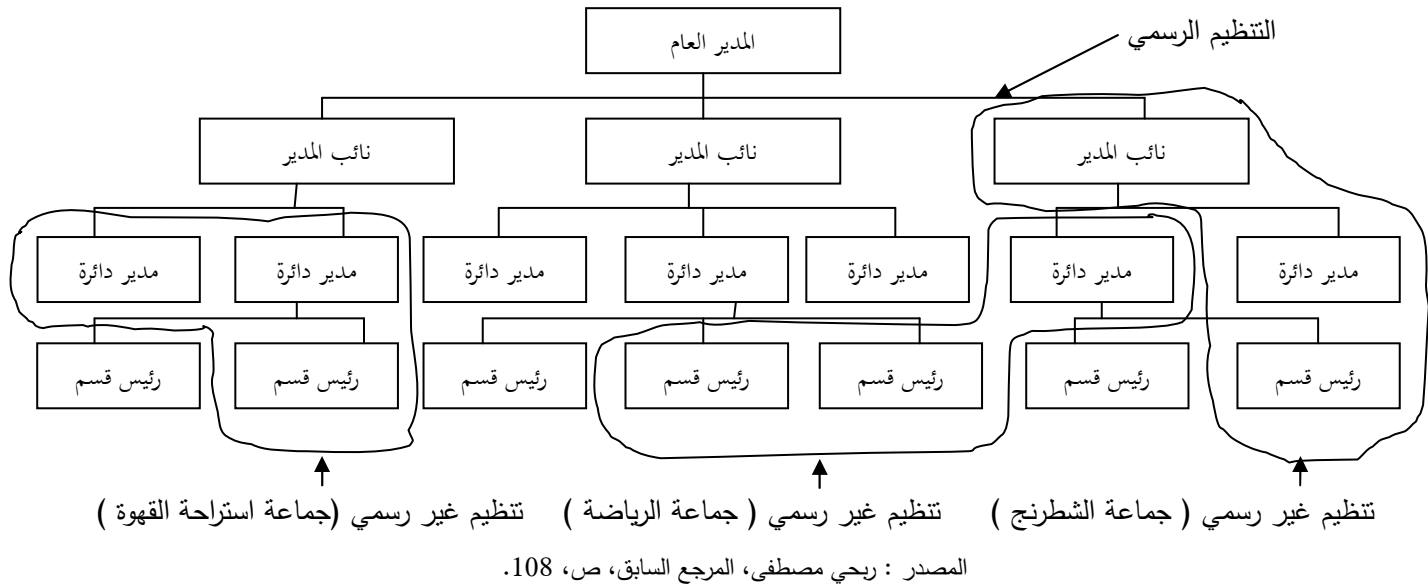 التنظيم الرسمي
المدير العام
نائب المدير
نائب المدير
نائب المدير
مدير دائرة
مدير دائرة
مدير دائرة
مدير دائرة
مدير دائرة
مدير دائرة
مدير دائرة
رئيس قسم
رئيس قسم
رئيس قسم
رئيس قسم
رئيس قسم
رئيس قسم
رئيس قسم
تنظيم غير رسمي ( جماعة الشطرنج )
تنظيم غير رسمي ( جماعة الرياضة )
تنظيم غير رسمي (جماعة استراحة القهوة )
المصدر : ربحي مصطفى، المرجع السابق، ص، 108.